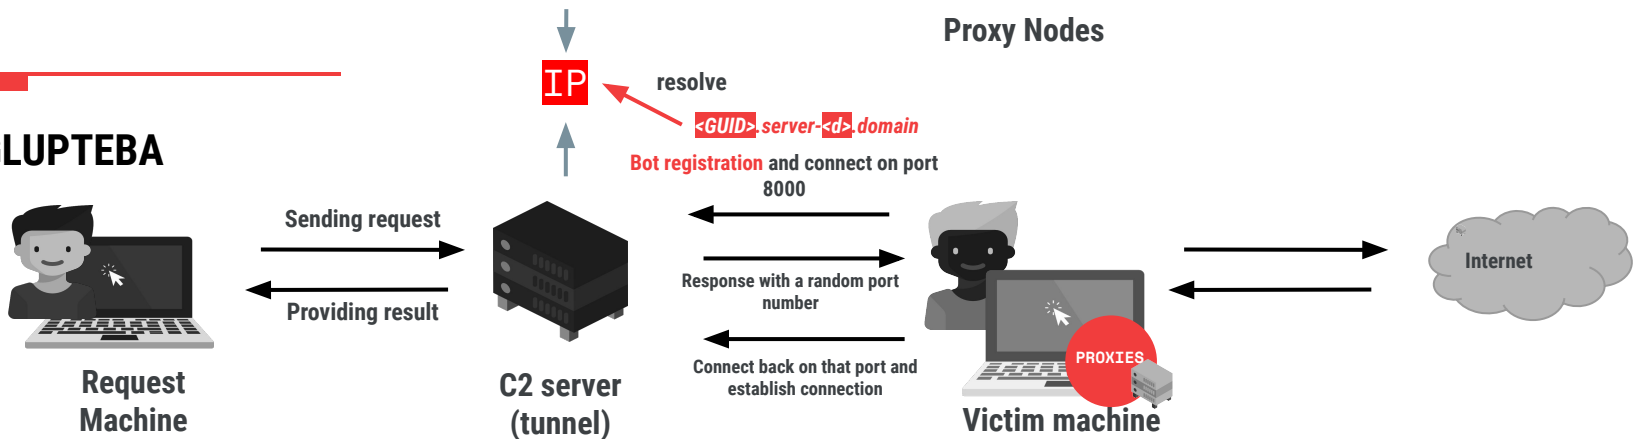 Proxy Nodes
IP
resolve
<GUID>.server-<d>.domain
LUPTEBA
Bot registration and connect on port
8000
Sending request
Providing result
Response with a random port
number
Connect back on that port and
establish connection
Internet
PROXIES
Request
Machine
C2 server
(tunnel)
Victim machine